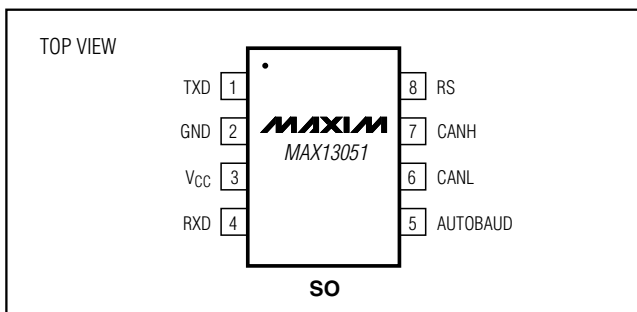 TOP VIEW
TXD 1
GND 2
VCC 3
RXD 4
MAXIM
MAX13051
8 RS
7 CANH
6 CANL
5 AUTOBAUD
SO